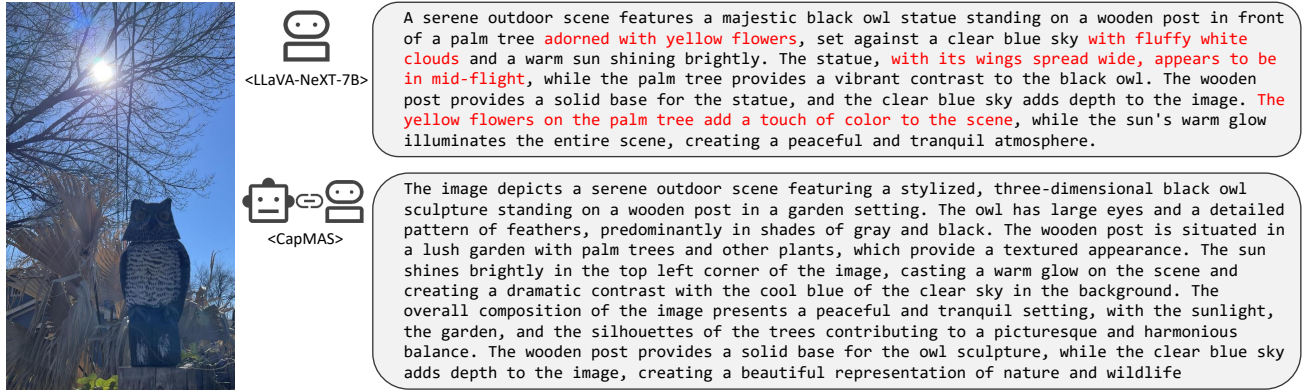 <LLaVA-NeXT-7B>
A serene outdoor scene features a majestic black owl statue standing on a wooden post in front
of a palm tree adorned with yellow flowers, set against a clear blue sky with fluffy white
clouds and a warm sun shining brightly. The statue, with its wings spread wide, appears to be
in mid-flight, while the palm tree provides a vibrant contrast to the black owl. The wooden
post provides a solid base for the statue, and the clear blue sky adds depth to the image. The
yellow flowers on the palm tree add a touch of color to the scene, while the sun's warm glow
illuminates the entire scene, creating a peaceful and tranquil atmosphere.
<CapMAS>
The image depicts a serene outdoor scene featuring a stylized, three-dimensional black owl
sculpture standing on a wooden post in a garden setting. The owl has large eyes and a detailed
pattern of feathers, predominantly in shades of gray and black. The wooden post is situated in
a lush garden with palm trees and other plants, which provide a textured appearance. The sun
shines brightly in the top left corner of the image, casting a warm glow on the scene and
creating a dramatic contrast with the cool blue of the clear sky in the background. The
overall composition of the image presents a peaceful and tranquil setting, with the sunlight,
the garden, and the silhouettes of the trees contributing to a picturesque and harmonious
balance. The wooden post provides a solid base for the owl sculpture, while the clear blue sky
adds depth to the image, creating a beautiful representation of nature and wildlife